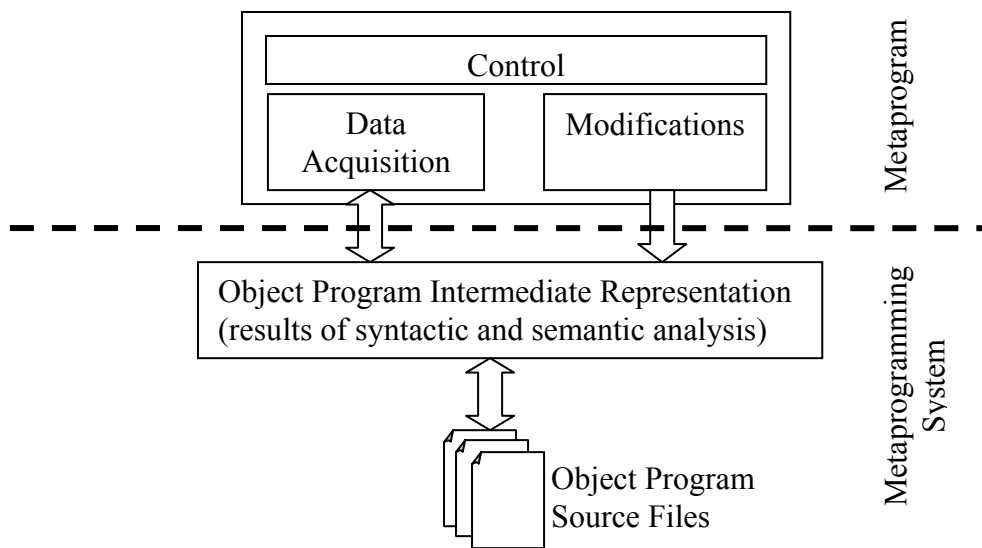 Control
Data
Acquisition
Modifications
Metaprogram
Object Program Intermediate Representation
(results of syntactic and semantic analysis)
Object Program
Source Files
Metaprogramming
System